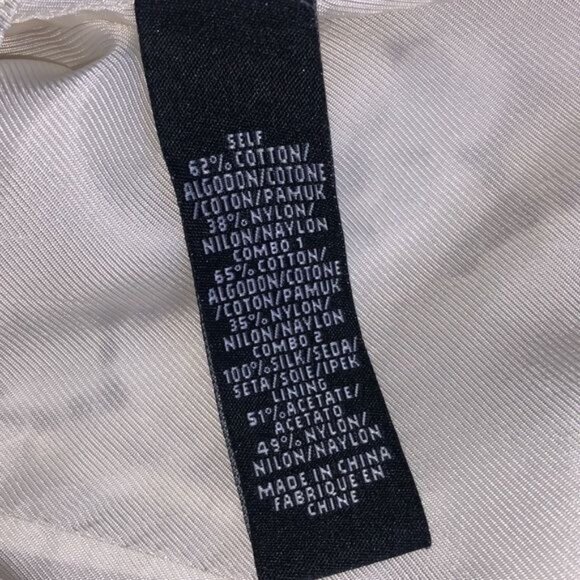 SELF
62% COTTON/
ALGODON/COTONE
/COTON/PAMUK
38% NYLON/
NILON/NAYLON
COMBO 1
65% COTTON/
ALGODON/COTONE
/COTON/PAMUK
35% NYLON/
NILON/NAYLON
COMBO 2
100% SILK/SEDA/
SETA/SOIE/IPEK
LINING
51% ACETATE/
ACETATO
49% NYLON/
NILON/NAYLON
MADE IN CHINA
FABRIQUE EN
CHINE